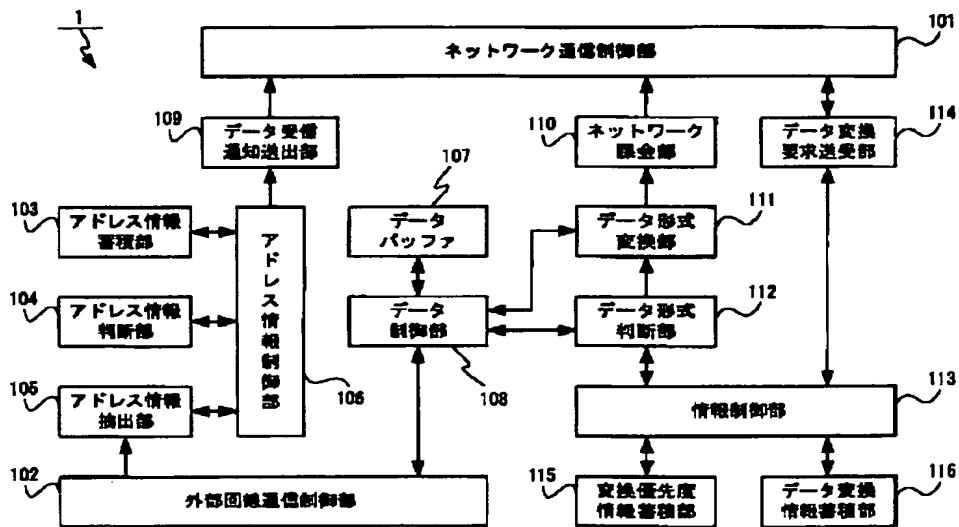 1
101
ネットワーク通信制御部
109
データ受信
通知送出部
110
ネットワーク
課金部
データ変換
要求送受部
114
107
103
アドレス情報
蓄積部
アドレス情報制御部
データ
バッファ
データ形式
変換部
111
104
アドレス情報
判断部
データ
制御部
データ形式
判断部
112
105
アドレス情報
抽出部
106
108
情報制御部
113
102
外部回線通信制御部
115
変換優先度
情報蓄積部
データ変換
情報蓄積部
116